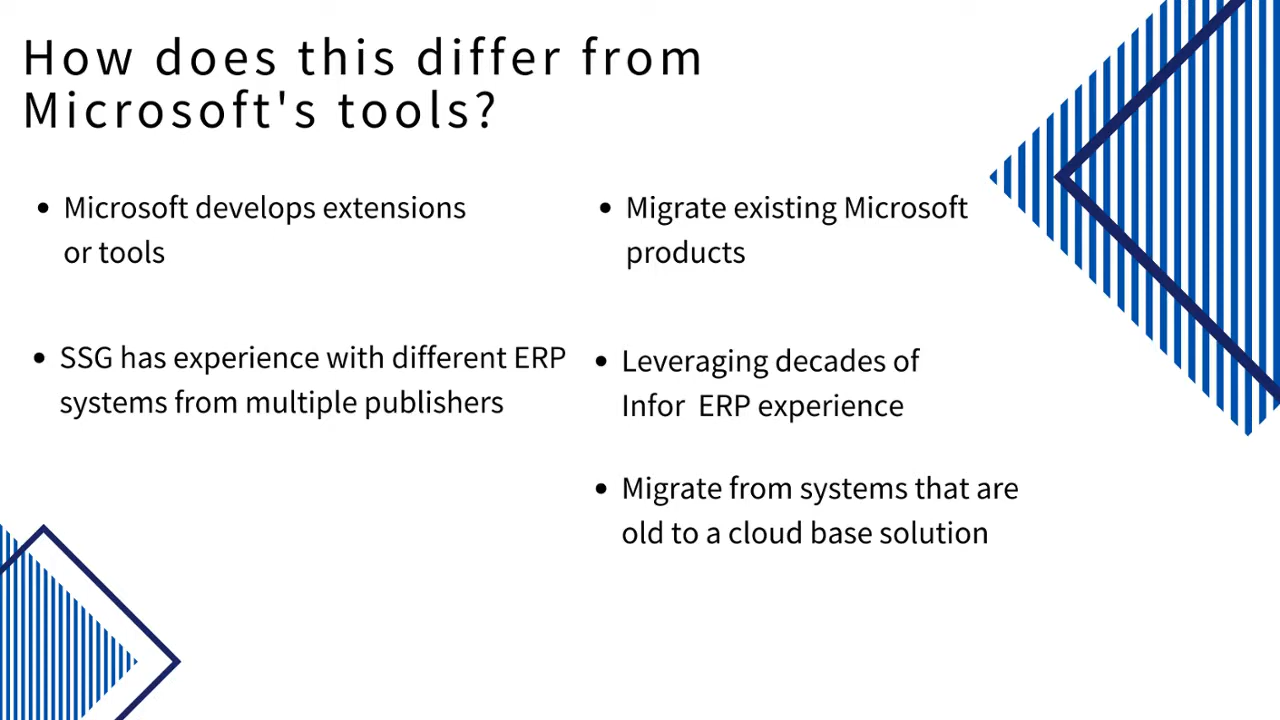 How does this differ from
Microsoft's tools?
• Microsoft develops extensions
or tools
• SSG has experience with different ERP
systems from multiple publishers
• Migrate existing Microsoft
products
• Leveraging decades of
Infor  ERP experience
• Migrate from systems that are
old to a cloud base solution